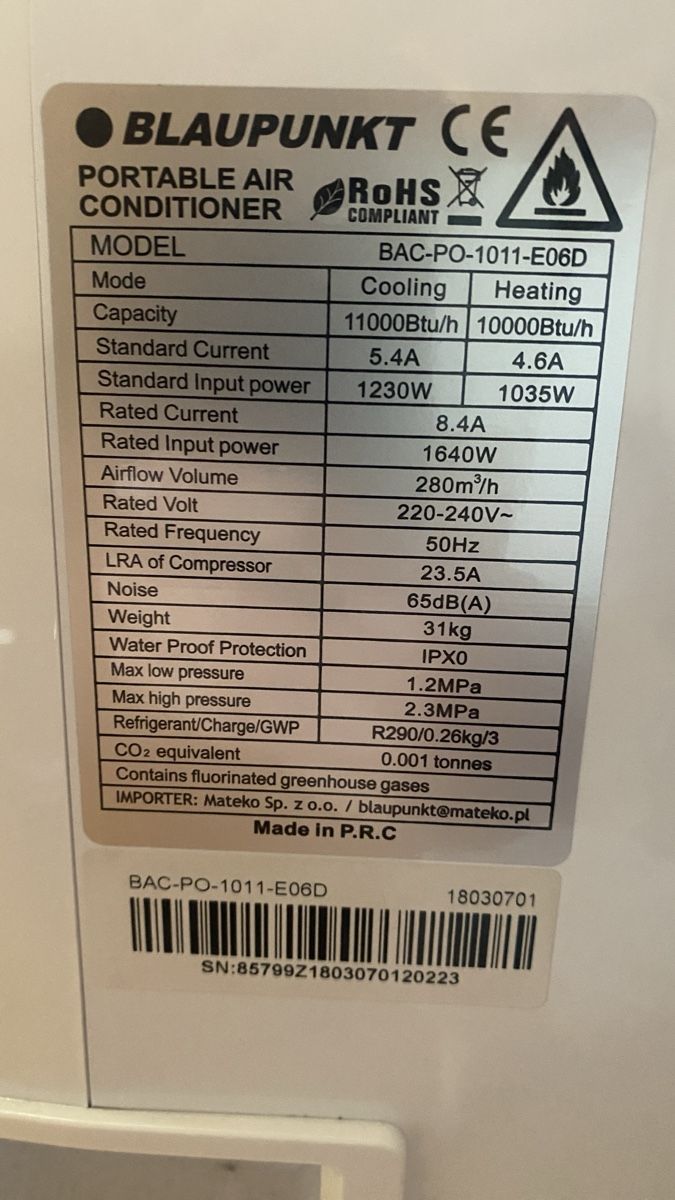 BLAUPUNKT CE
PORTABLE AIR
CONDITIONER
RoHS
COMPLIANT
MODEL BAC-PO-1011-E06D
Mode Cooling Heating
Capacity 11000Btu/h 10000Btu/h
Standard Current 5.4A 4.6A
Standard Input power 1230W 1035W
Rated Current 8.4A
Rated Input power 1640W
Airflow Volume 280m³/h
Rated Volt 220-240V~
Rated Frequency 50Hz
LRA of Compressor 23.5A
Noise 65dB(A)
Weight 31kg
Water Proof Protection IPX0
Max low pressure 1.2MPa
Max high pressure 2.3MPa
Refrigerant/Charge/GWP R290/0.26kg/3
CO₂ equivalent 0.001 tonnes
Contains fluorinated greenhouse gases
IMPORTER: Mateko Sp. z o.o. / blaupunkt@mateko.pl
Made in P.R.C
BAC-PO-1011-E06D 18030701
SN:85799Z1803070120223